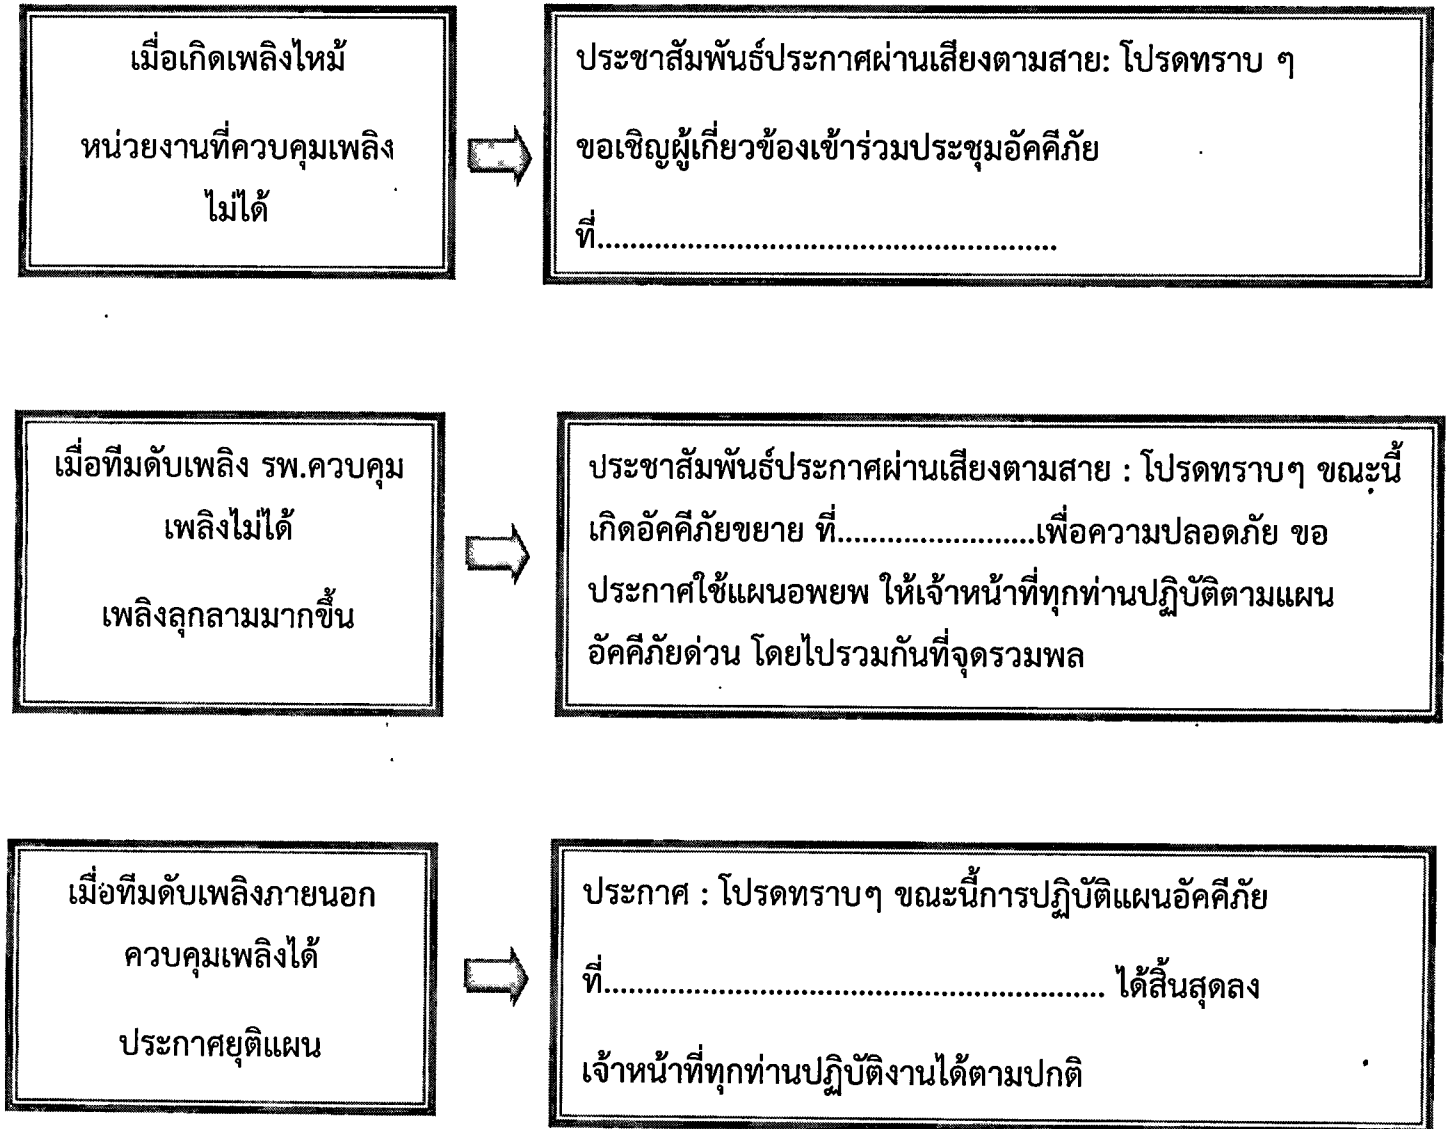 เมื่อเกิดเพลิงไหม้
หน่วยงานที่ควบคุมเพลิง
ไม่ได้
ประชาสัมพันธ์ประกาศผ่านเสียงตามสาย: โปรดทราบ ๆ
ขอเชิญผู้เกี่ยวข้องเข้าร่วมประชุมอัคคีภัย
ที่........................................................
เมื่อทีมดับเพลิง รพ.ควบคุม
เพลิงไม่ได้
เพลิงลุกลามมากขึ้น
ประชาสัมพันธ์ประกาศผ่านเสียงตามสาย : โปรดทราบๆ ขณะนี้
เกิดอัคคีภัยขยาย ที่........................เพื่อความปลอดภัย ขอ
ประกาศใช้แผนอพยพ ให้เจ้าหน้าที่ทุกท่านปฏิบัติตามแผน
อัคคีภัยด่วน โดยไปรวมกันที่จุดรวมพล
เมื่อทีมดับเพลิงภายนอก
ควบคุมเพลิงได้
ประกาศยุติแผน
ประกาศ : โปรดทราบๆ ขณะนี้การปฏิบัติแผนอัคคีภัย
ที่............................................................. ได้สิ้นสุดลง
เจ้าหน้าที่ทุกท่านปฏิบัติงานได้ตามปกติ